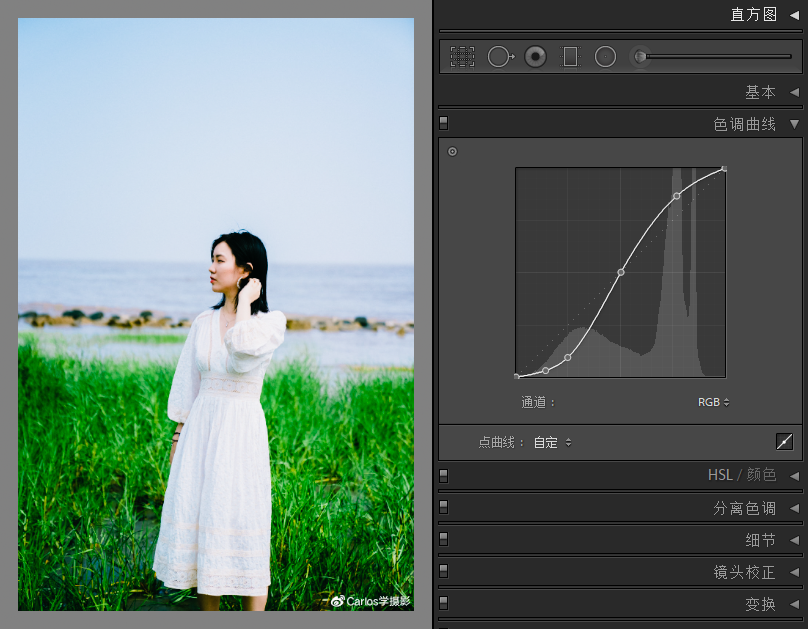 直方图
基本
色调曲线
通道：
RGB
点曲线： 自定
HSL / 颜色
分离色调
细节
镜头校正
变换
Carlos学摄影